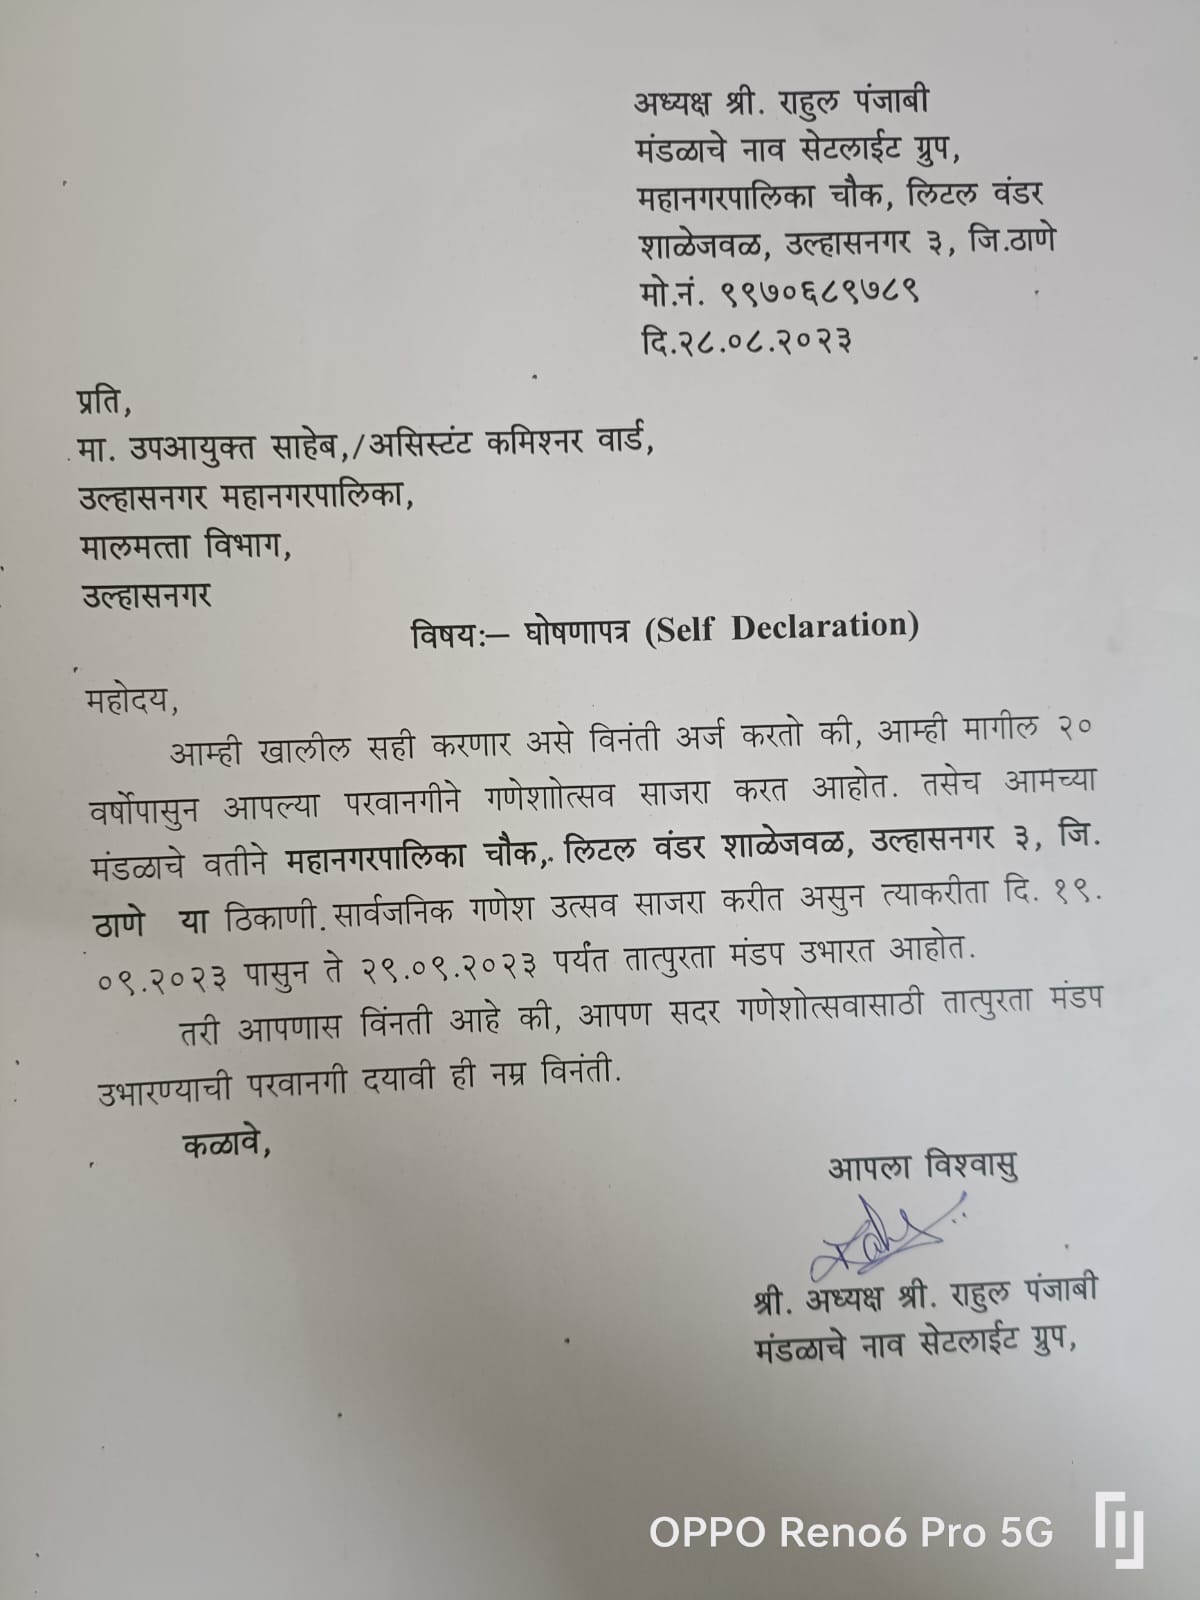 अध्यक्ष श्री. राहुल पंजाबी
मंडळाचे नाव सेटलाईट ग्रुप,
महानगरपालिका चौक, लिटल वंडर
शाळेजवळ, उल्हासनगर ३, जि.ठाणे
मो.नं. ९९७०६८९७८९
दि.२८.०८.२०२३
प्रति,
मा. उपआयुक्त साहेब,/असिस्टंट कमिश्नर वार्ड,
उल्हासनगर महानगरपालिका,
मालमत्ता विभाग,
उल्हासनगर
विषय:– घोषणापत्र (Self Declaration)
महोदय,
आम्ही खालील सही करणार असे विनंती अर्ज करतो की, आम्ही मागील २०
वर्षोपासुन आपल्या परवानगीने गणेशाोत्सव साजरा करत आहोत. तसेच आमच्या
मंडळाचे वतीने महानगरपालिका चौक,. लिटल वंडर शाळेजवळ, उल्हासनगर ३, जि.
ठाणे या ठिकाणी. सार्वजनिक गणेश उत्सव साजरा करीत असुन त्याकरीता दि. १९.
०९.२०२३ पासुन ते २९.०९.२०२३ पर्यंत तात्पुरता मंडप उभारत आहोत.
तरी आपणास विंनती आहे की, आपण सदर गणेशोत्सवासाठी तात्पुरता मंडप
उभारण्याची परवानगी दयावी ही नम्र विनंती.
कळावे,
आपला विश्वासु
श्री. अध्यक्ष श्री. राहुल पंजाबी
मंडळाचे नाव सेटलाईट ग्रुप,
OPPO Reno6 Pro 5G